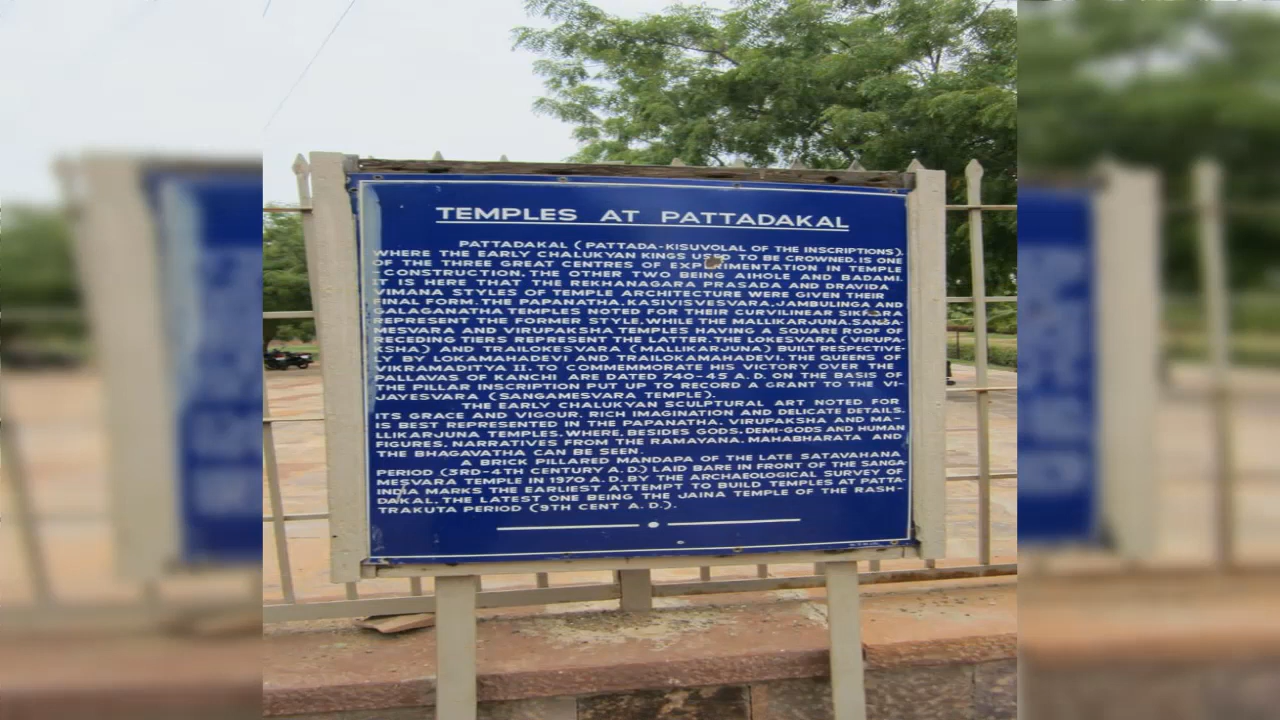 TEMPLES AT PATTADAKAL
PATTADAKAL (PATTADA-KISUVOLAL OF THE INSCRIPTIONS),
WHERE THE EARLY CHALUKYAN KINGS USED TO BE CROWNED, IS ONE
OF THE THREE GREAT CENTRES OF EXPERIMENTATION IN TEMPLE
-CONSTRUCTION, THE OTHER TWO BEING AIHOLE AND BADAMI.
IT IS HERE THAT THE REKHANAGARA PRASADA AND DRAVIDA
VIMANA STYLES OF TEMPLE ARCHITECTURE WERE GIVEN THEIR
FINAL FORM. THE PAPANATHA, KASIVISVESVARA, JAMBULINGA AND
GALAGANATHA TEMPLES NOTED FOR THEIR CURVILINEAR SIKHARA
REPRESENT THE FORMER STYLE, WHILE THE MALLIKARJUNA, SANGA-
MESVARA AND VIRUPAKSHA TEMPLES HAVING A SQUARE ROOF OF
RECEDING TIERS REPRESENT THE LATTER. THE LOKESVARA (VIRUPA-
KSHA) AND TRAILOKESVARA (MALLIKARJUNA) BUILT RESPECTIVE-
LY BY LOKAMAHADEVI AND TRAILOKAMAHADEVI, THE QUEENS OF
VIKRAMADITYA II, TO COMMEMORATE HIS VICTORY OVER THE
PALLAVAS OF KANCHI ARE DATED 740-45 A.D. ON THE BASIS OF
THE PILLAR INSCRIPTION PUT UP TO RECORD A GRANT TO THE VI-
JAYESVARA (SANGAMESVARA TEMPLE).
THE EARLY CHALUKYAN SCULPTURAL ART NOTED FOR
ITS GRACE AND VIGOUR, RICH IMAGINATION AND DELICATE DETAILS,
IS BEST REPRESENTED IN THE PAPANATHA, VIRUPAKSHA AND MA-
LLIKARJUNA TEMPLES, WHERE, BESIDES GODS, DEMI-GODS AND HUMAN
FIGURES, NARRATIVES FROM THE RAMAYANA, MAHABHARATA AND
THE BHAGAVATHA CAN BE SEEN.
A BRICK PILLARED MANDAPA OF THE LATE SATAVAHANA
PERIOD (3RD-4TH CENTURY A.D.) LAID BARE IN FRONT OF THE SANGA-
MESVARA TEMPLE IN 1970 A.D. BY THE ARCHAEOLOGICAL SURVEY OF
INDIA MARKS THE EARLIEST ATTEMPT TO BUILD TEMPLES AT PATTA-
DAKAL, THE LATEST ONE BEING THE JAINA TEMPLE OF THE RASH-
TRAKUTA PERIOD (9TH CENT A.D.).